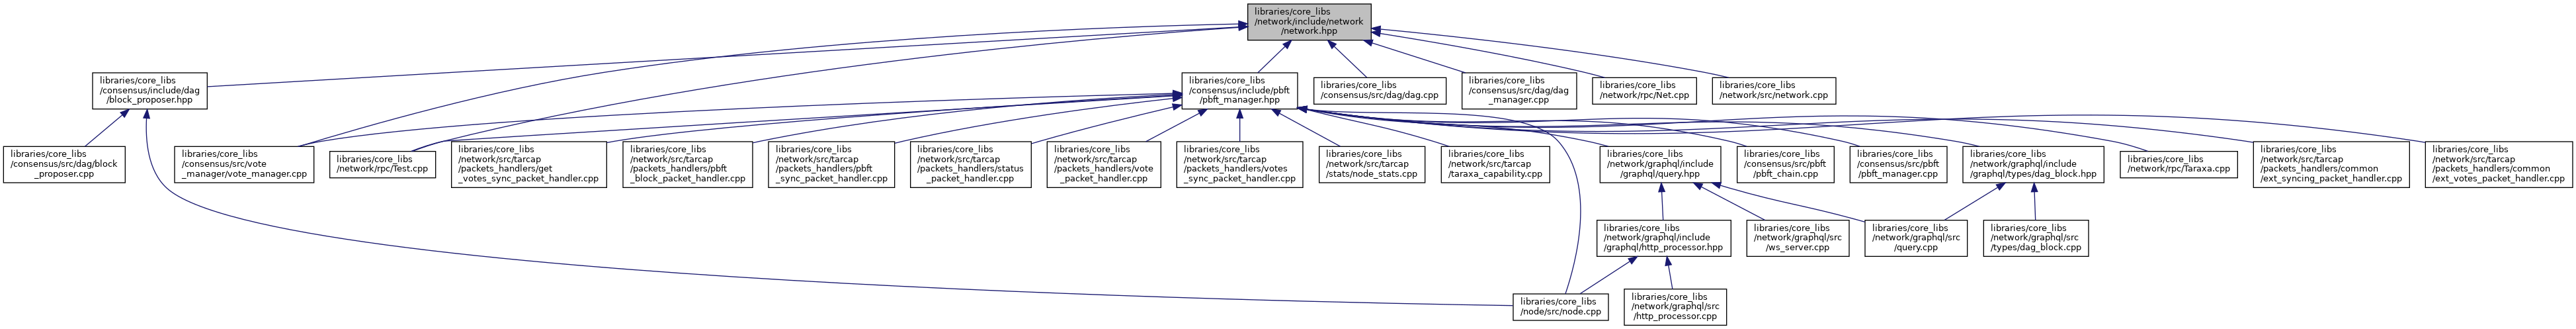 libraries/core_libs
/network/include/network
/network.hpp
libraries/core_libs
/consensus/include/dag
/block_proposer.hpp
libraries/core_libs
/consensus/include/pbft
/pbft_manager.hpp
libraries/core_libs
/consensus/src/dag/dag.cpp
libraries/core_libs
/consensus/src/dag/dag
_manager.cpp
libraries/core_libs
/network/rpc/Net.cpp
libraries/core_libs
/network/src/network.cpp
libraries/core_libs
/consensus/src/dag/block
_proposer.cpp
libraries/core_libs
/consensus/src/vote
_manager/vote_manager.cpp
libraries/core_libs
/network/rpc/Test.cpp
libraries/core_libs
/network/src/tarcap
/packets_handlers/get
_votes_sync_packet_handler.cpp
libraries/core_libs
/network/src/tarcap
/packets_handlers/pbft
_block_packet_handler.cpp
libraries/core_libs
/network/src/tarcap
/packets_handlers/pbft
_sync_packet_handler.cpp
libraries/core_libs
/network/src/tarcap
/packets_handlers/status
_packet_handler.cpp
libraries/core_libs
/network/src/tarcap
/packets_handlers/vote
_packet_handler.cpp
libraries/core_libs
/network/src/tarcap
/packets_handlers/votes
_sync_packet_handler.cpp
libraries/core_libs
/network/src/tarcap
/stats/node_stats.cpp
libraries/core_libs
/network/src/tarcap
/taraxa_capability.cpp
libraries/core_libs
/network/graphql/include
/graphql/query.hpp
libraries/core_libs
/consensus/src/pbft
/pbft_chain.cpp
libraries/core_libs
/consensus/src/pbft
/pbft_manager.cpp
libraries/core_libs
/network/graphql/include
/graphql/types/dag_block.hpp
libraries/core_libs
/network/rpc/Taraxa.cpp
libraries/core_libs
/network/src/tarcap
/packets_handlers/common
/ext_syncing_packet_handler.cpp
libraries/core_libs
/network/src/tarcap
/packets_handlers/common
/ext_votes_packet_handler.cpp
libraries/core_libs
/network/graphql/include
/graphql/http_processor.hpp
libraries/core_libs
/network/graphql/src
/ws_server.cpp
libraries/core_libs
/network/graphql/src
/query.cpp
libraries/core_libs
/network/graphql/src
/types/dag_block.cpp
libraries/core_libs
/node/src/node.cpp
libraries/core_libs
/network/graphql/src
/http_processor.cpp